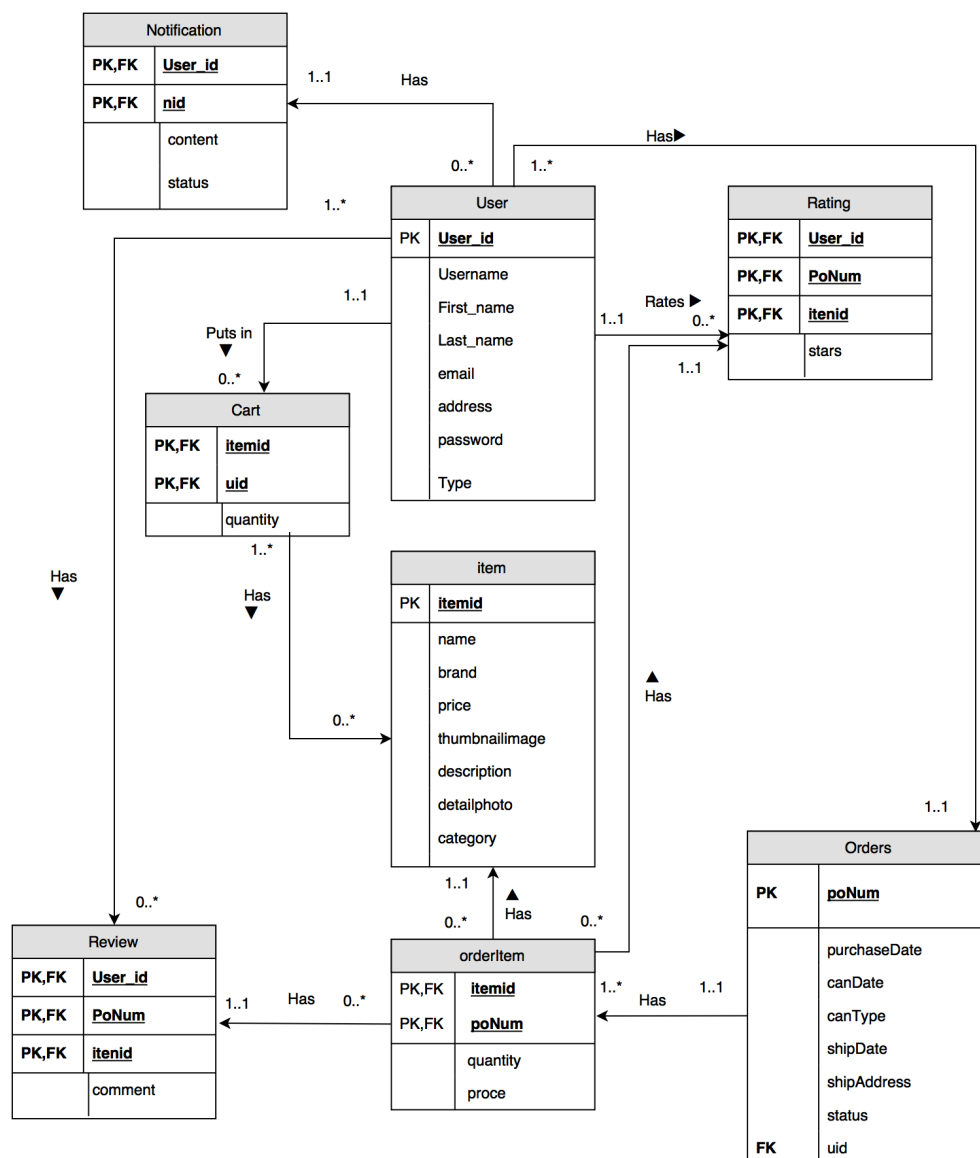 Notification
PK,FK User_id
PK,FK nid
content
status
1..1
Has
0..*
1..*
Has▶
1..*
User
PK User_id
Username
First_name
Last_name
email
address
password
Type
Rating
PK,FK User_id
PK,FK PoNum
PK,FK itenid
stars
1..1
Rates ▶
0..*
1..1
1..1
Puts in
▼
0..*
Cart
PK,FK itemid
PK,FK uid
quantity
1..*
Has
▼
Has
▼
0..*
item
PK itemid
name
brand
price
thumbnailimage
description
detailphoto
category
▲
Has
1..1
1..1
▲
Has
0..*
0..*
0..*
Orders
PK poNum
purchaseDate
canDate
canType
shipDate
shipAddress
status
FK uid
Review
PK,FK User_id
PK,FK PoNum
PK,FK itenid
comment
1..1
Has
0..*
orderItem
PK,FK itemid
PK,FK poNum
quantity
proce
1..*
Has
1..1